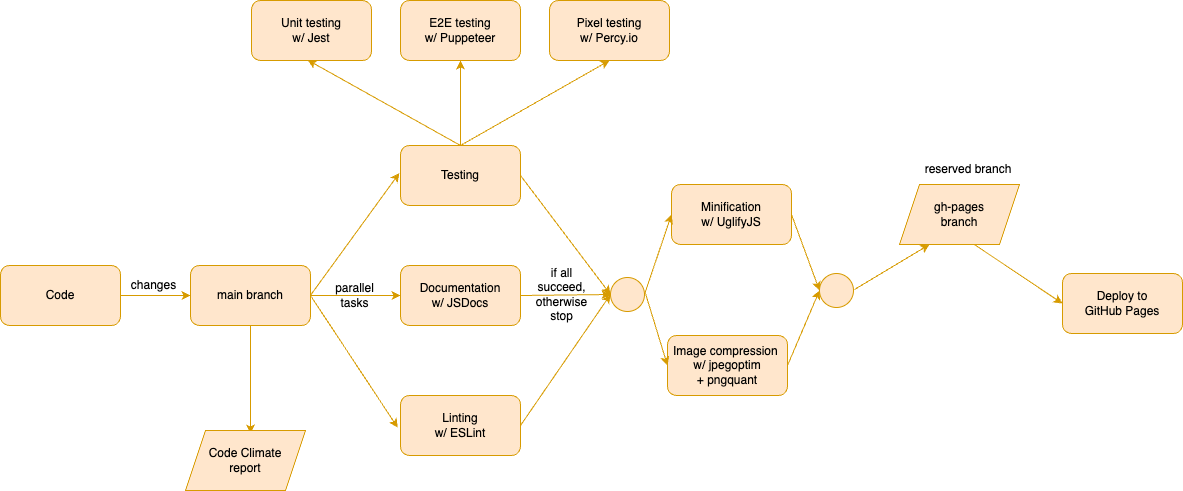 Unit testing
w/ Jest
E2E testing
w/ Puppeteer
Pixel testing
w/ Percy.io
Testing
reserved branch
gh-pages
branch
Minification
w/ UglifyJS
Code
changes
main branch
parallel
tasks
Documentation
w/ JSDocs
if all
succeed,
otherwise
stop
Deploy to
GitHub Pages
Image compression
w/ jpegoptim
+ pngquant
Linting
w/ ESLint
Code Climate
report